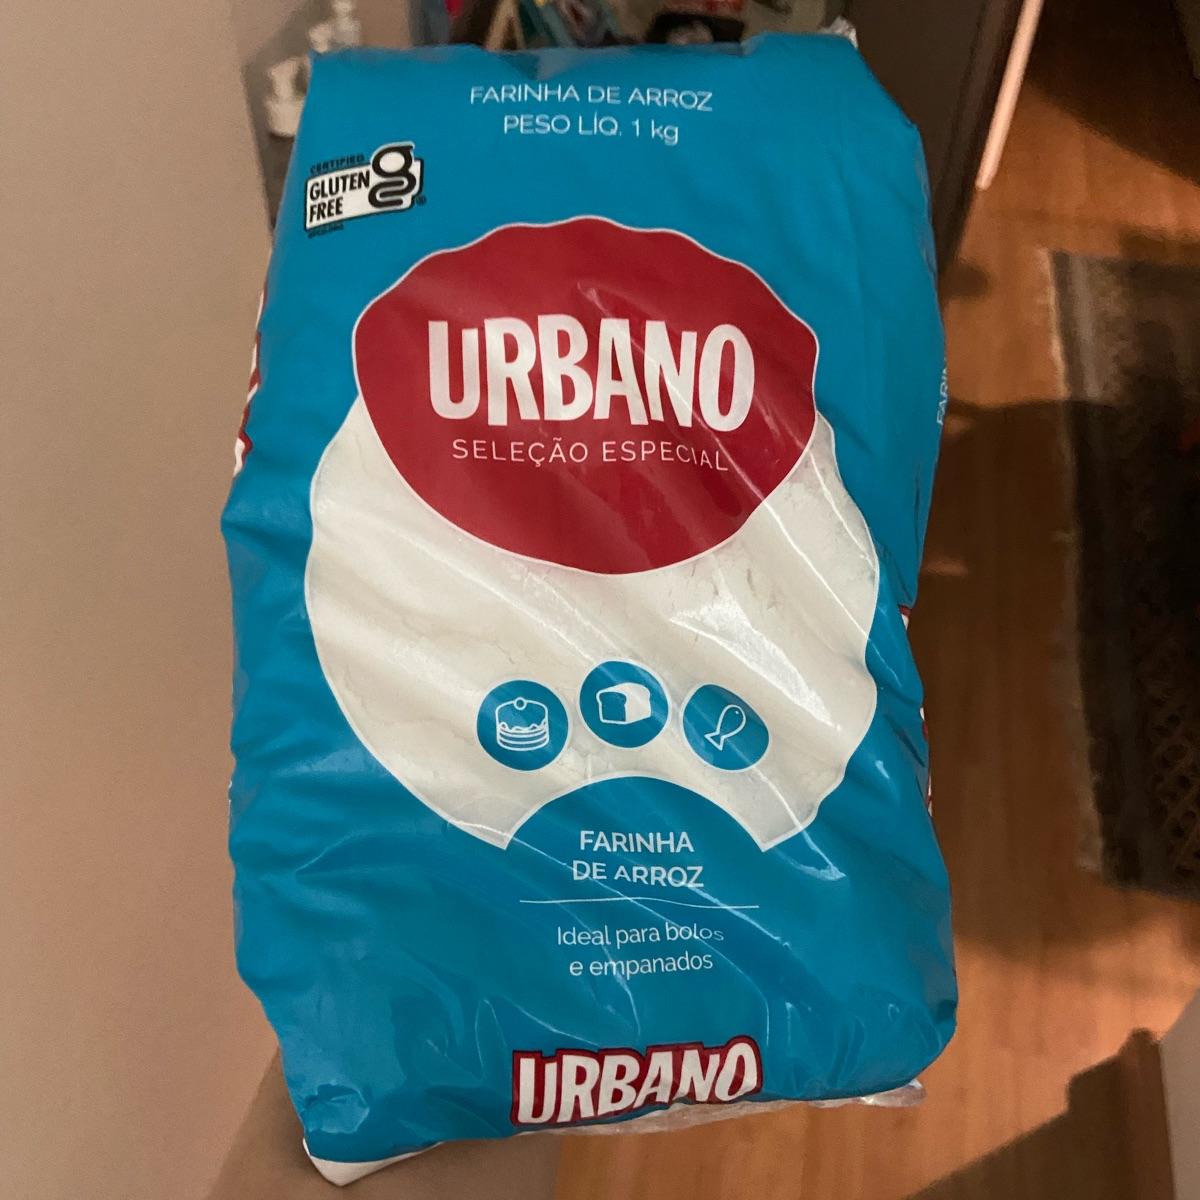 FARINHA DE ARROZ
PESO LÍQ. 1 kg
CERTIFIED
GLUTEN
FREE
URBANO
SELEÇÃO ESPECIAL
FARINHA
DE ARROZ
Ideal para bolos
e empanados
URBANO